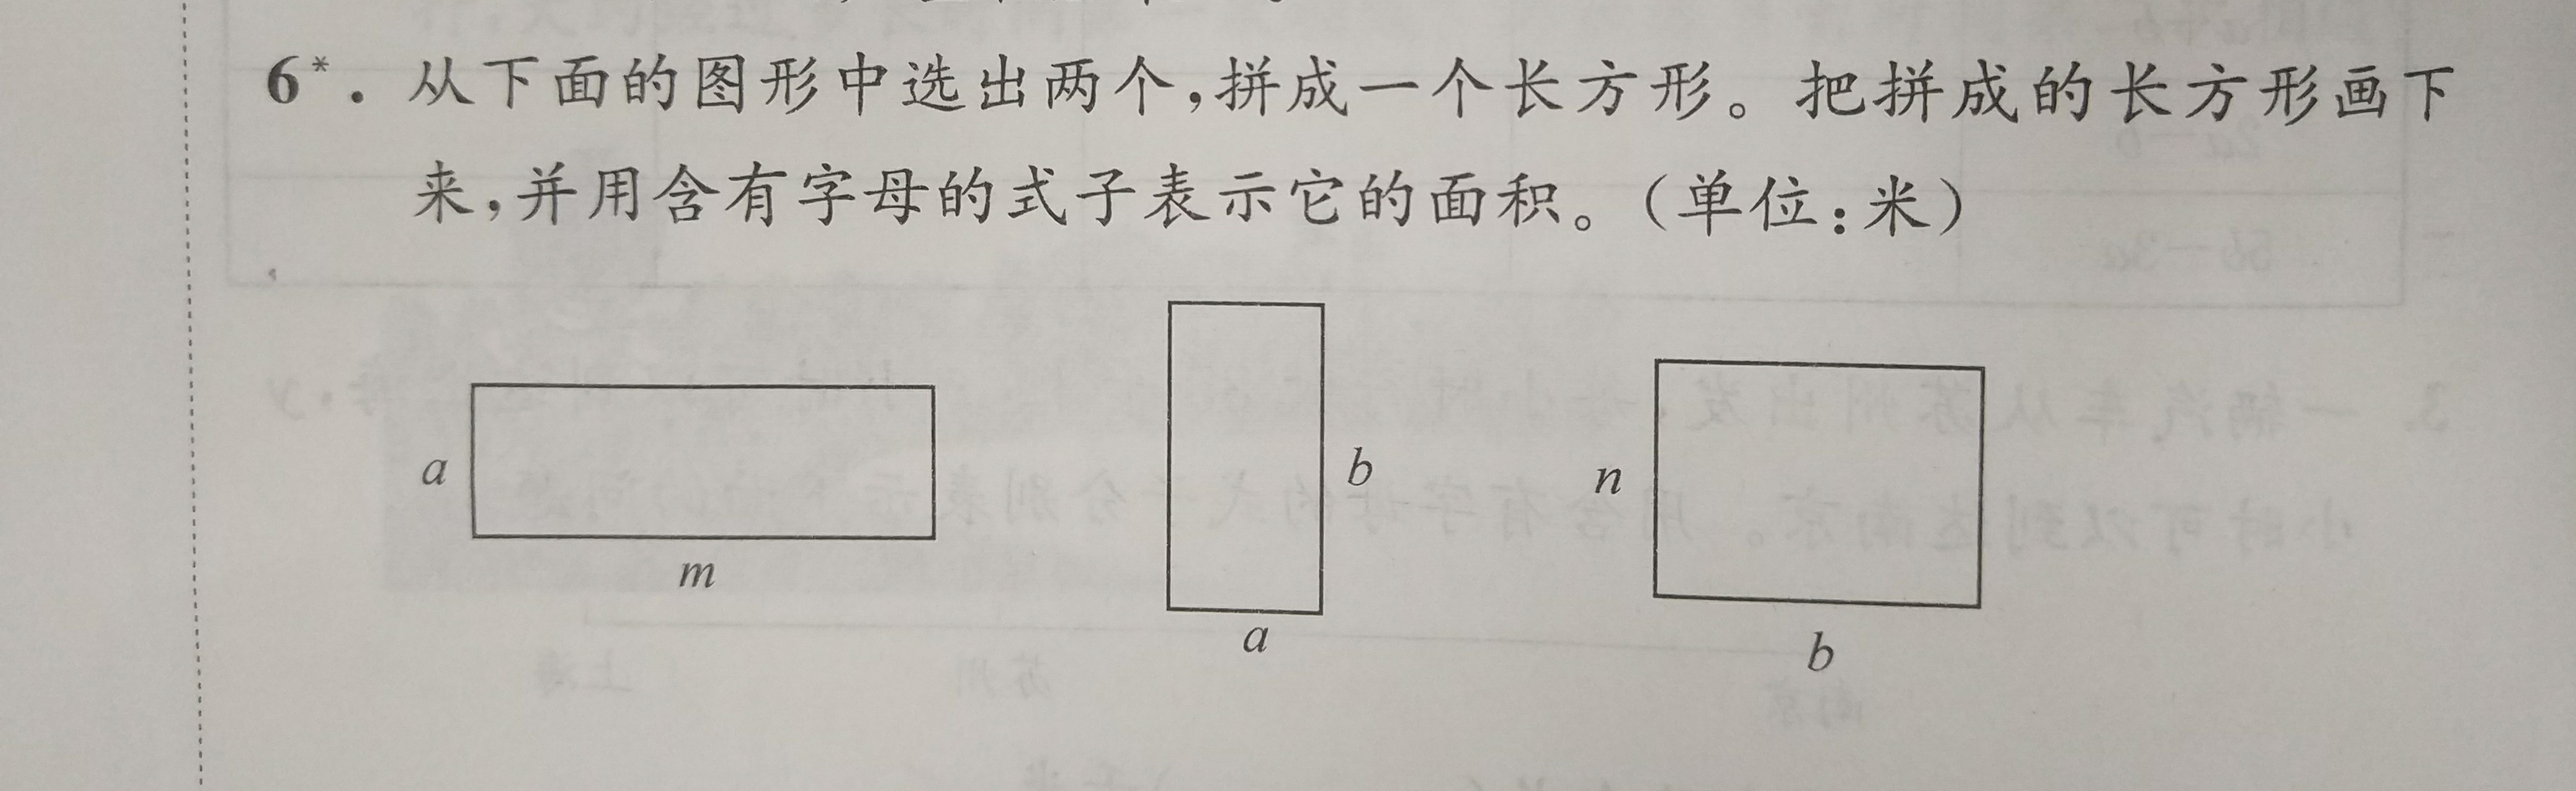 6*. 从下面的图形中选出两个,拼成一个长方形。把拼成的长方形画下
来,并用含有字母的式子表示它的面积。(单位:米)
a
m
b
a
n
b